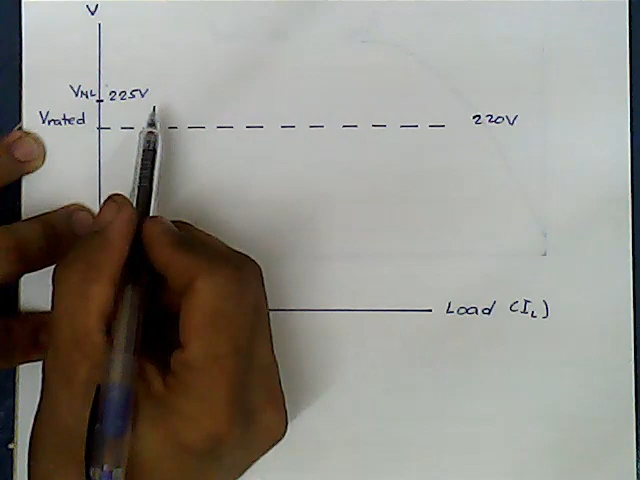 V
VNL 225V
Vrated
220V
Load (IL)